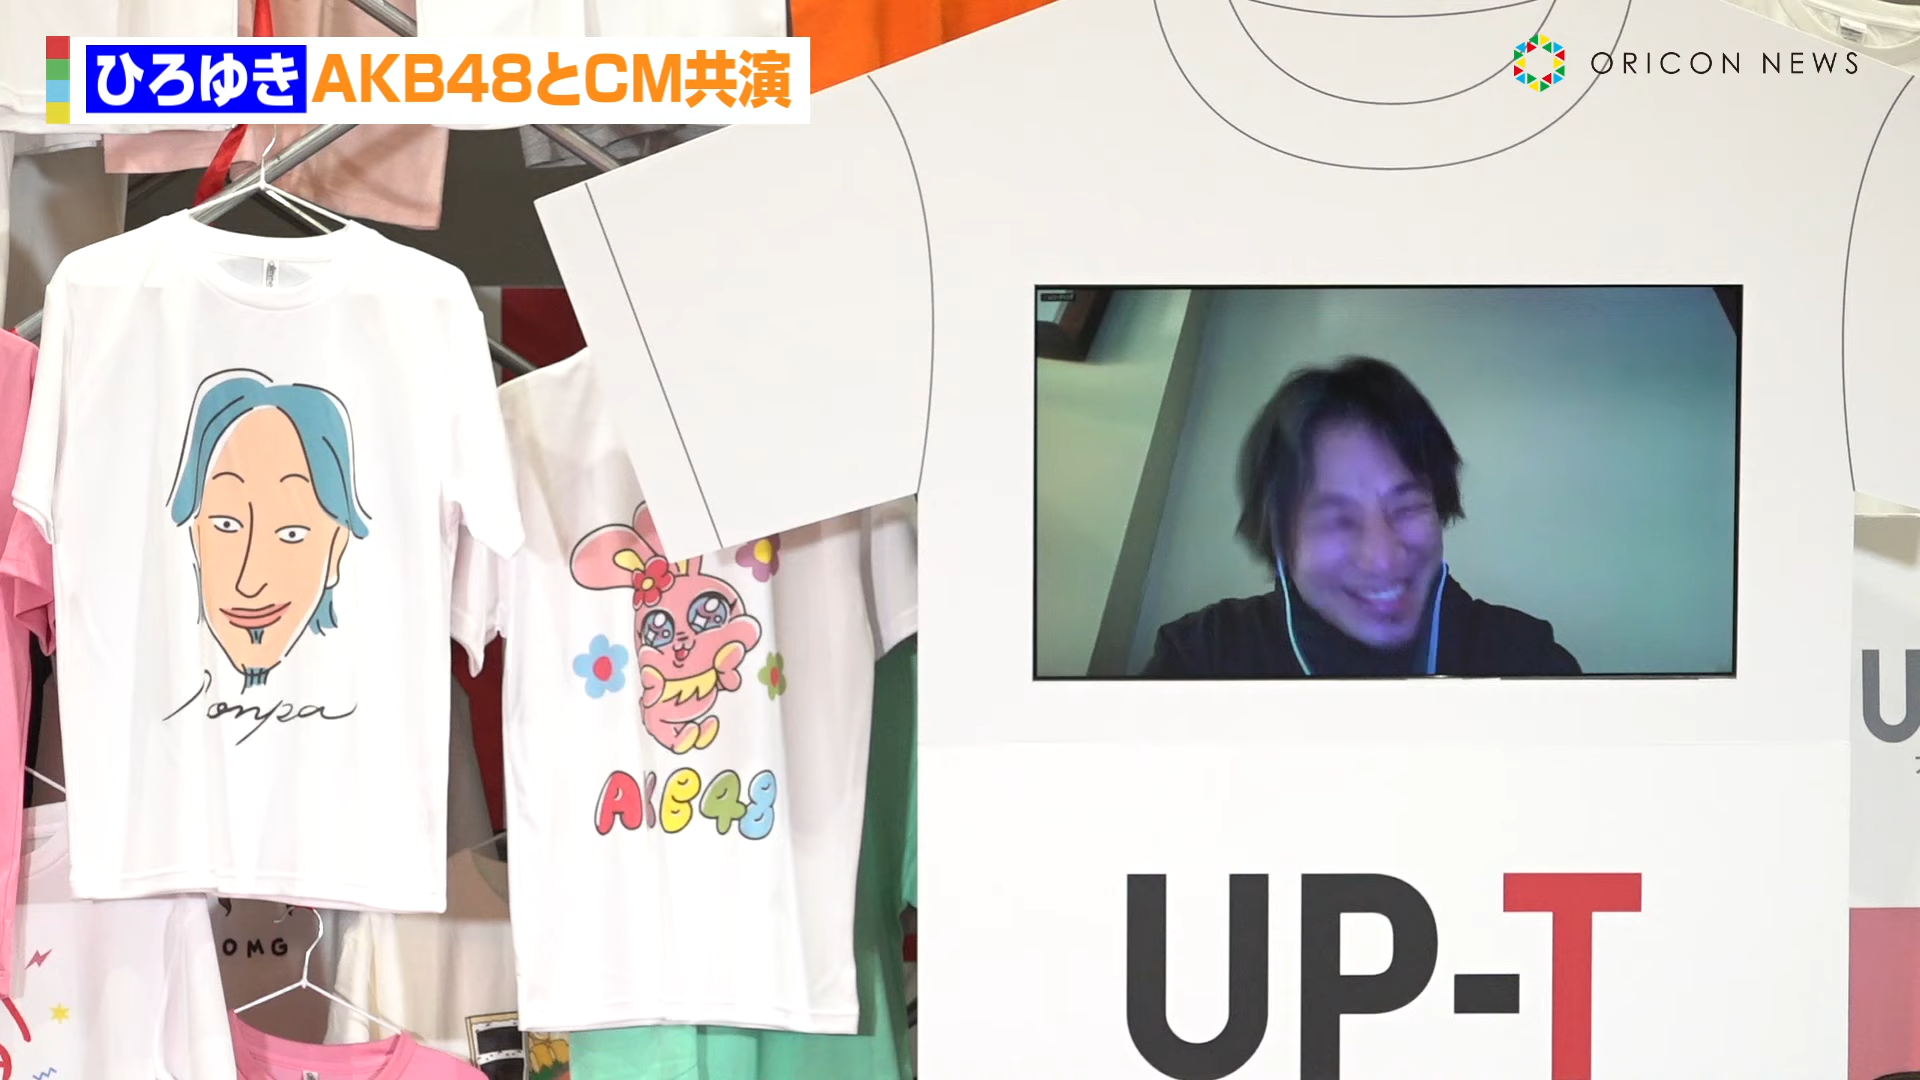 ひろゆき AKB48とCM共演
ORICON NEWS
Ponpa
AKB48
OMG
UP-T
U